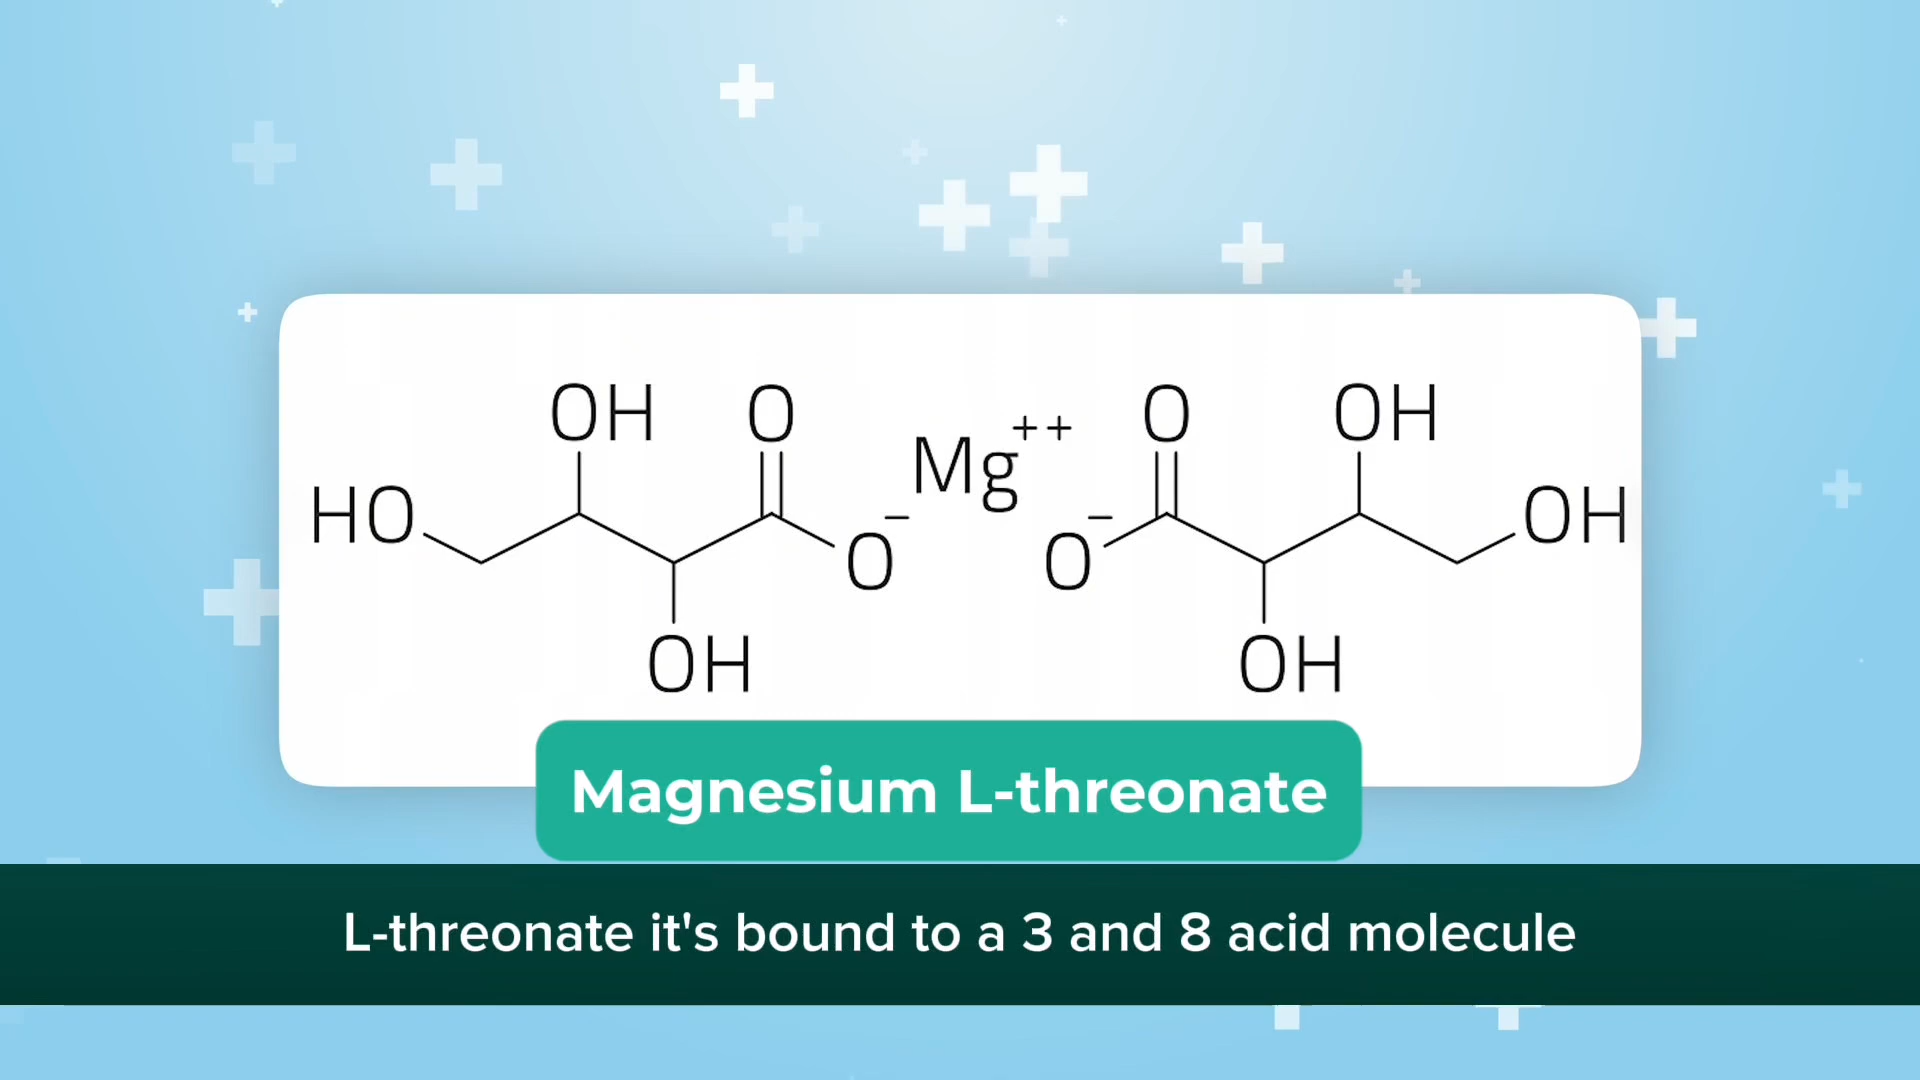 OH O Mg++ O OH
HO O− −O OH
OH OH
Magnesium L-threonate
L-threonate it's bound to a 3 and 8 acid molecule